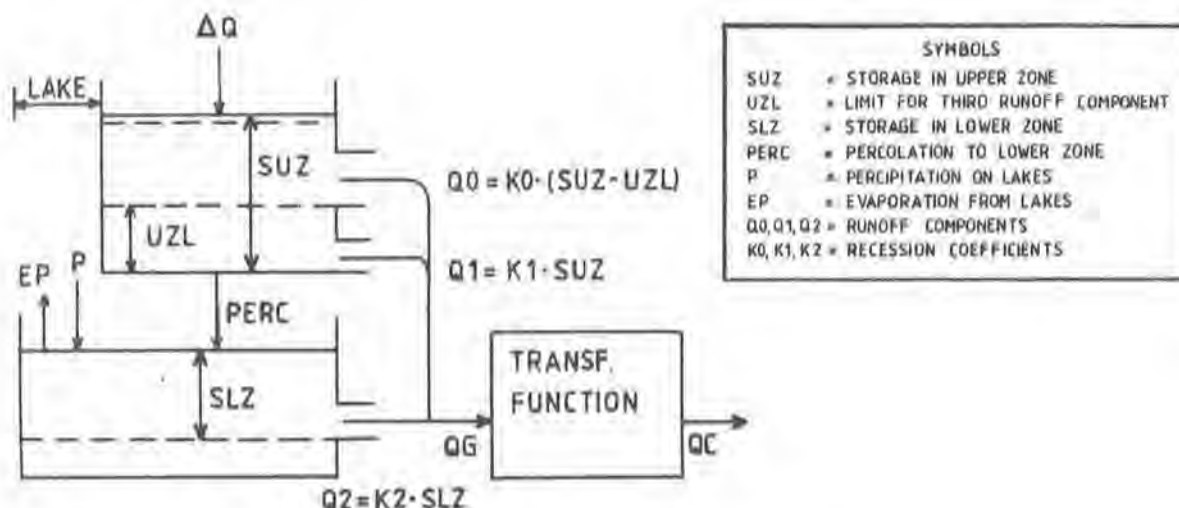 ΔQ
LAKE
SUZ
Q0 = K0·(SUZ-UZL)
UZL
EP
P
Q1 = K1·SUZ
PERC
SLZ
TRANSF.
FUNCTION
QG
QC
Q2 = K2·SLZ
SYMBOLS
SUZ = STORAGE IN UPPER ZONE
UZL = LIMIT FOR THIRD RUNOFF COMPONENT
SLZ = STORAGE IN LOWER ZONE
PERC = PERCOLATION TO LOWER ZONE
P = PERCIPITATION ON LAKES
EP = EVAPORATION FROM LAKES
Q0, Q1, Q2 = RUNOFF COMPONENTS
K0, K1, K2 = RECESSION COEFFICIENTS